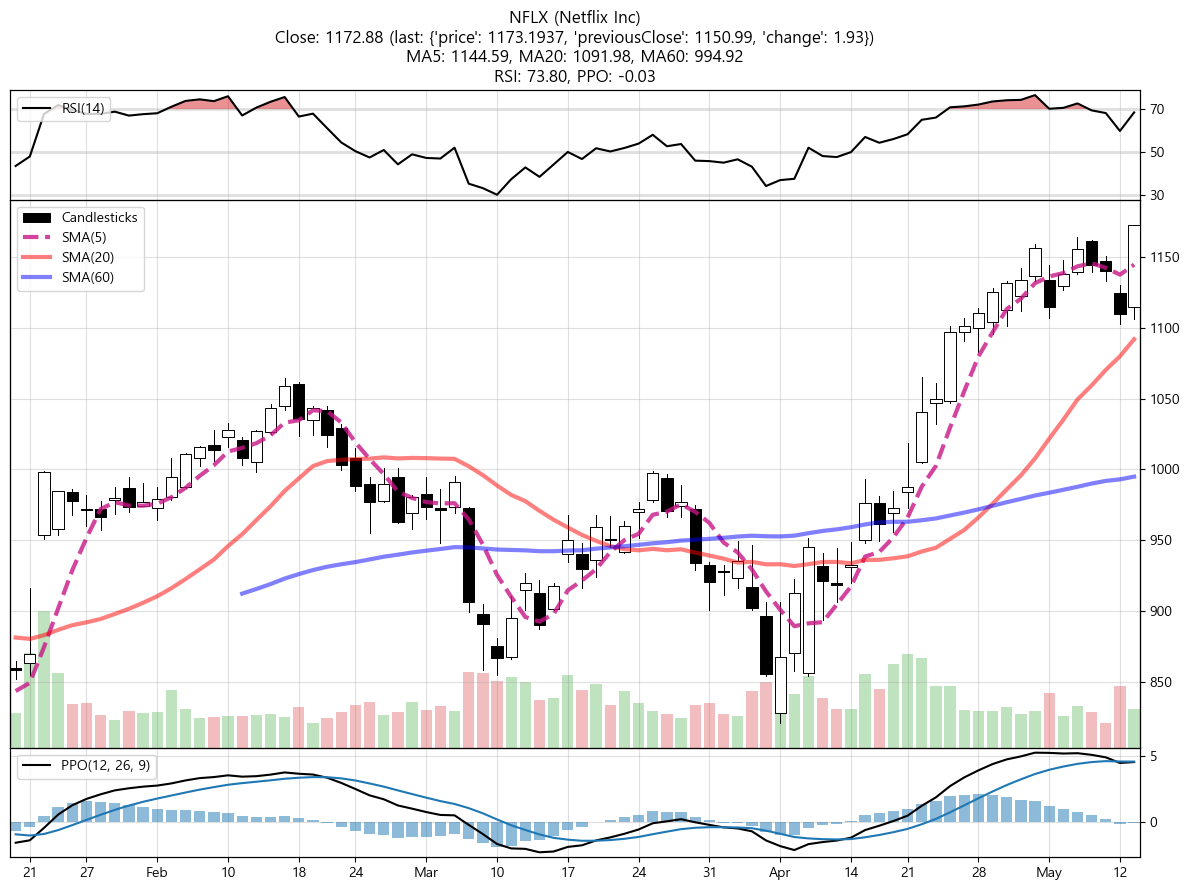 NFLX (Netflix Inc)
Close: 1172.88 (last: {'price': 1173.1937, 'previousClose': 1150.99, 'change': 1.93})
MA5: 1144.59, MA20: 1091.98, MA60: 994.92
RSI: 73.80, PPO: -0.03
RSI(14)
70
50
30
Candlesticks
SMA(5)
SMA(20)
SMA(60)
1150
1100
1050
1000
950
900
850
PPO(12, 26, 9)
5
0
21 27 Feb 10 18 24 Mar 10 17 24 31 Apr 14 21 28 May 12